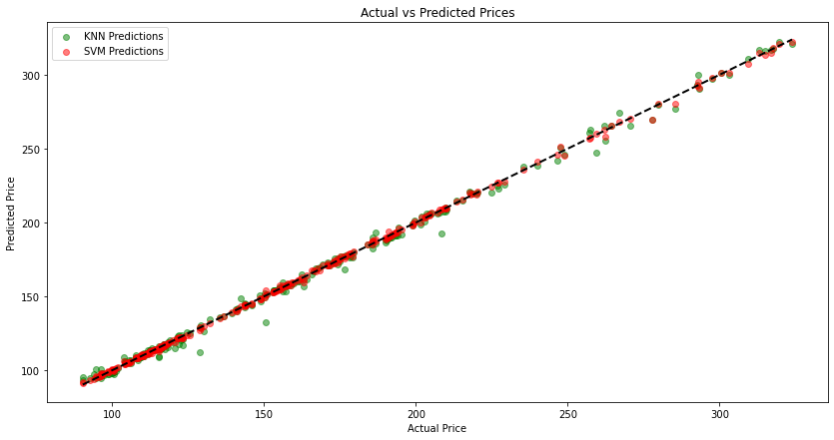 Actual vs Predicted Prices
KNN Predictions
SVM Predictions
Predicted Price
300
250
200
150
100
100 150 200 250 300
Actual Price